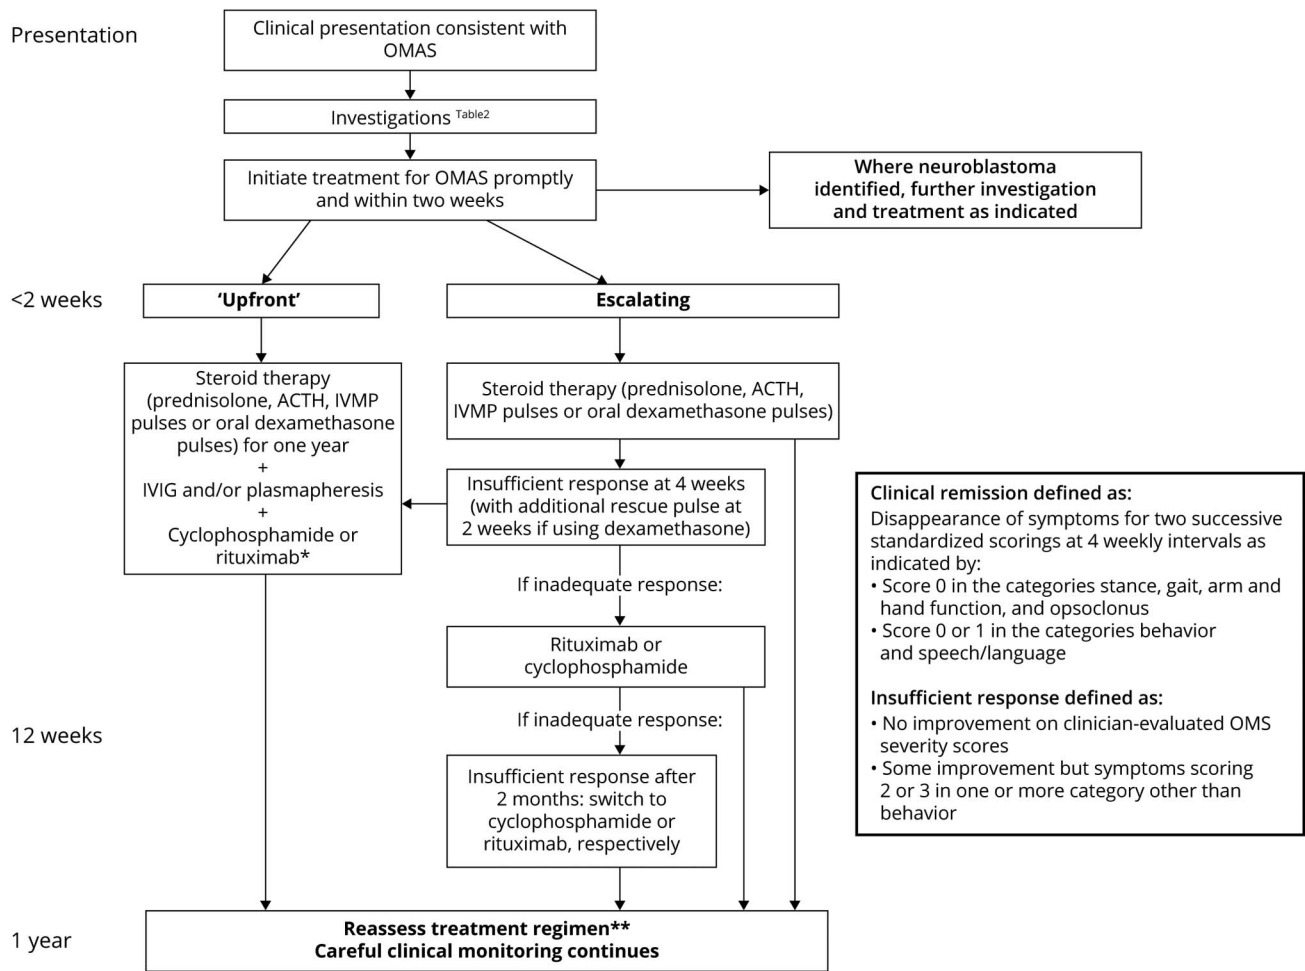 Presentation
Clinical presentation consistent with
OMAS
Investigations Table2
Initiate treatment for OMAS promptly
and within two weeks
Where neuroblastoma
identified, further investigation
and treatment as indicated
<2 weeks
‘Upfront’
Escalating
Steroid therapy
(prednisolone, ACTH, IVMP
pulses or oral dexamethasone
pulses) for one year
+
IVIG and/or plasmapheresis
+
Cyclophosphamide or
rituximab*
Steroid therapy (prednisolone, ACTH,
IVMP pulses or oral dexamethasone pulses)
Insufficient response at 4 weeks
(with additional rescue pulse at
2 weeks if using dexamethasone)
If inadequate response:
Rituximab or
cyclophosphamide
If inadequate response:
12 weeks
Insufficient response after
2 months: switch to
cyclophosphamide or
rituximab, respectively
Clinical remission defined as:
Disappearance of symptoms for two successive
standardized scorings at 4 weekly intervals as
indicated by:
• Score 0 in the categories stance, gait, arm and
hand function, and opsoclonus
• Score 0 or 1 in the categories behavior
and speech/language
Insufficient response defined as:
• No improvement on clinician-evaluated OMS
severity scores
• Some improvement but symptoms scoring
2 or 3 in one or more category other than
behavior
1 year
Reassess treatment regimen**
Careful clinical monitoring continues